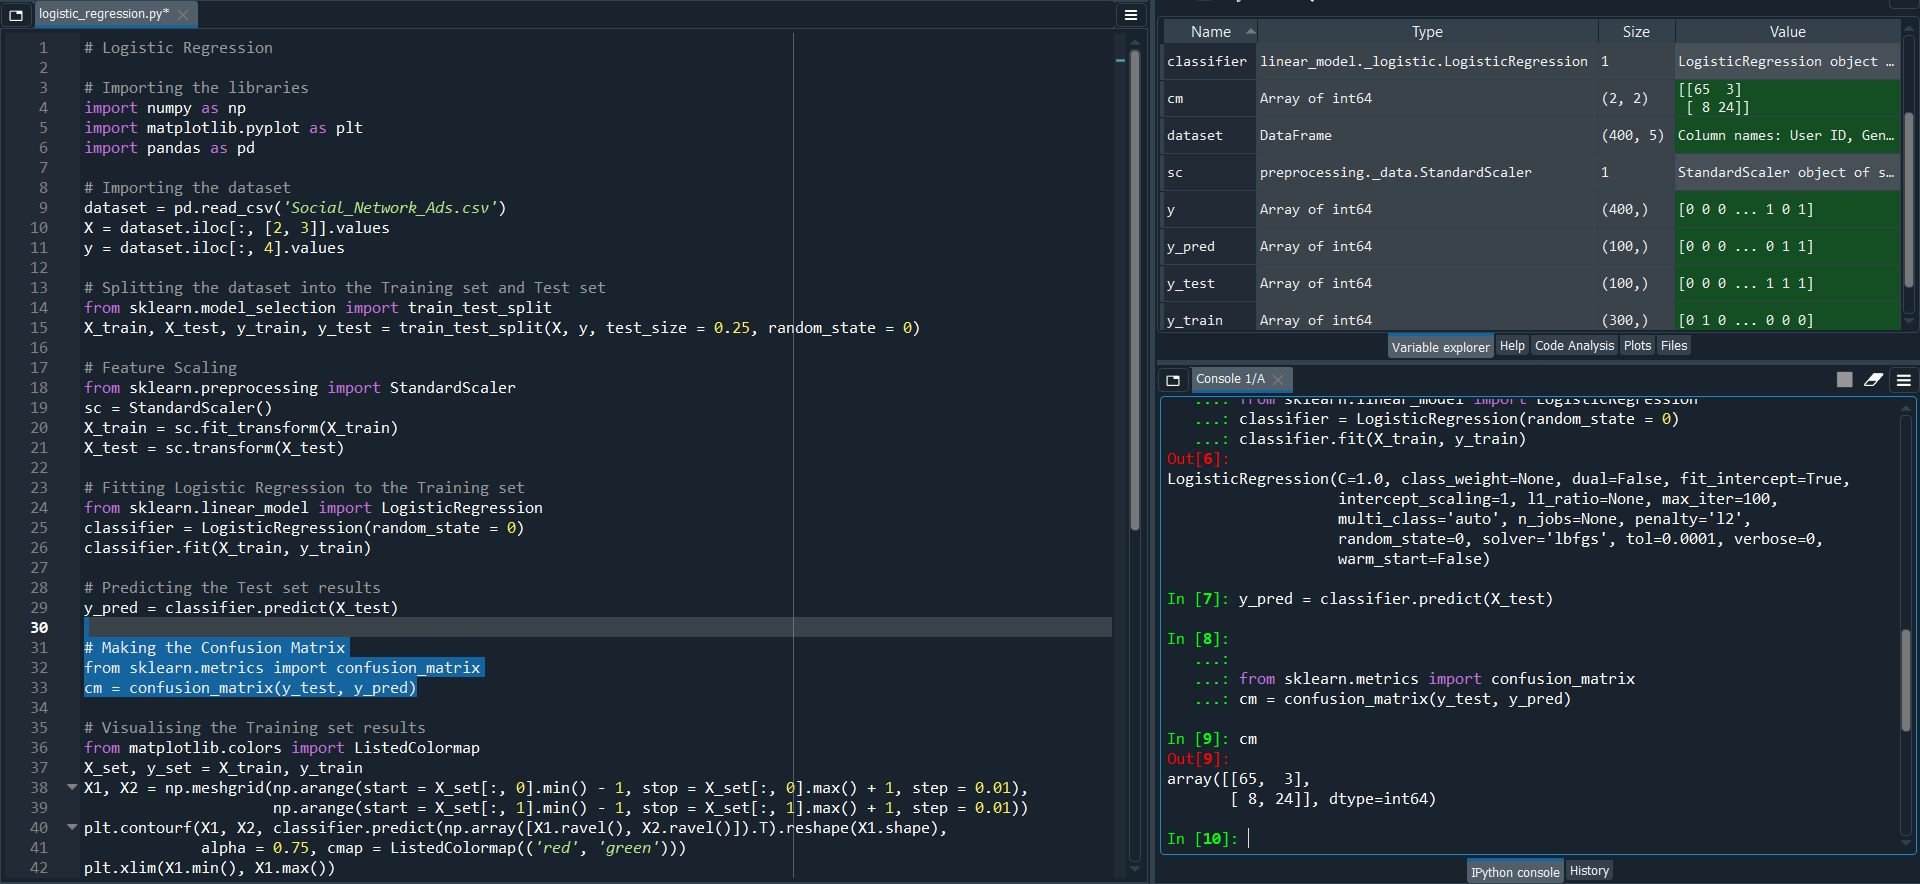 logistic_regression.py*
1 # Logistic Regression
2
3 # Importing the libraries
4 import numpy as np
5 import matplotlib.pyplot as plt
6 import pandas as pd
7
8 # Importing the dataset
9 dataset = pd.read_csv('Social_Network_Ads.csv')
10 X = dataset.iloc[:, [2, 3]].values
11 y = dataset.iloc[:, 4].values
12
13 # Splitting the dataset into the Training set and Test set
14 from sklearn.model_selection import train_test_split
15 X_train, X_test, y_train, y_test = train_test_split(X, y, test_size = 0.25, random_state = 0)
16
17 # Feature Scaling
18 from sklearn.preprocessing import StandardScaler
19 sc = StandardScaler()
20 X_train = sc.fit_transform(X_train)
21 X_test = sc.transform(X_test)
22
23 # Fitting Logistic Regression to the Training set
24 from sklearn.linear_model import LogisticRegression
25 classifier = LogisticRegression(random_state = 0)
26 classifier.fit(X_train, y_train)
27
28 # Predicting the Test set results
29 y_pred = classifier.predict(X_test)
30
31 # Making the Confusion Matrix
32 from sklearn.metrics import confusion_matrix
33 cm = confusion_matrix(y_test, y_pred)
34
35 # Visualising the Training set results
36 from matplotlib.colors import ListedColormap
37 X_set, y_set = X_train, y_train
38 X1, X2 = np.meshgrid(np.arange(start = X_set[:, 0].min() - 1, stop = X_set[:, 0].max() + 1, step = 0.01),
39 np.arange(start = X_set[:, 1].min() - 1, stop = X_set[:, 1].max() + 1, step = 0.01))
40 plt.contourf(X1, X2, classifier.predict(np.array([X1.ravel(), X2.ravel()]).T).reshape(X1.shape),
41 alpha = 0.75, cmap = ListedColormap(('red', 'green')))
42 plt.xlim(X1.min(), X1.max())
Name Type Size Value
classifier linear_model._logistic.LogisticRegression 1 LogisticRegression object …
cm Array of int64 (2, 2) [[65  3]
[ 8 24]]
dataset DataFrame (400, 5) Column names: User ID, Gen…
sc preprocessing._data.StandardScaler 1 StandardScaler object of s…
y Array of int64 (400,) [0 0 0 ... 1 0 1]
y_pred Array of int64 (100,) [0 0 0 ... 0 1 1]
y_test Array of int64 (100,) [0 0 0 ... 1 1 1]
y_train Array of int64 (300,) [0 1 0 ... 0 0 0]
Variable explorer Help Code Analysis Plots Files
Console 1/A
...: from sklearn.linear_model import LogisticRegression
...: classifier = LogisticRegression(random_state = 0)
...: classifier.fit(X_train, y_train)
Out[6]:
LogisticRegression(C=1.0, class_weight=None, dual=False, fit_intercept=True,
intercept_scaling=1, l1_ratio=None, max_iter=100,
multi_class='auto', n_jobs=None, penalty='l2',
random_state=0, solver='lbfgs', tol=0.0001, verbose=0,
warm_start=False)
In [7]: y_pred = classifier.predict(X_test)
In [8]:
...:
...: from sklearn.metrics import confusion_matrix
...: cm = confusion_matrix(y_test, y_pred)
In [9]: cm
Out[9]:
array([[65,  3],
[ 8, 24]], dtype=int64)
In [10]:
IPython console History